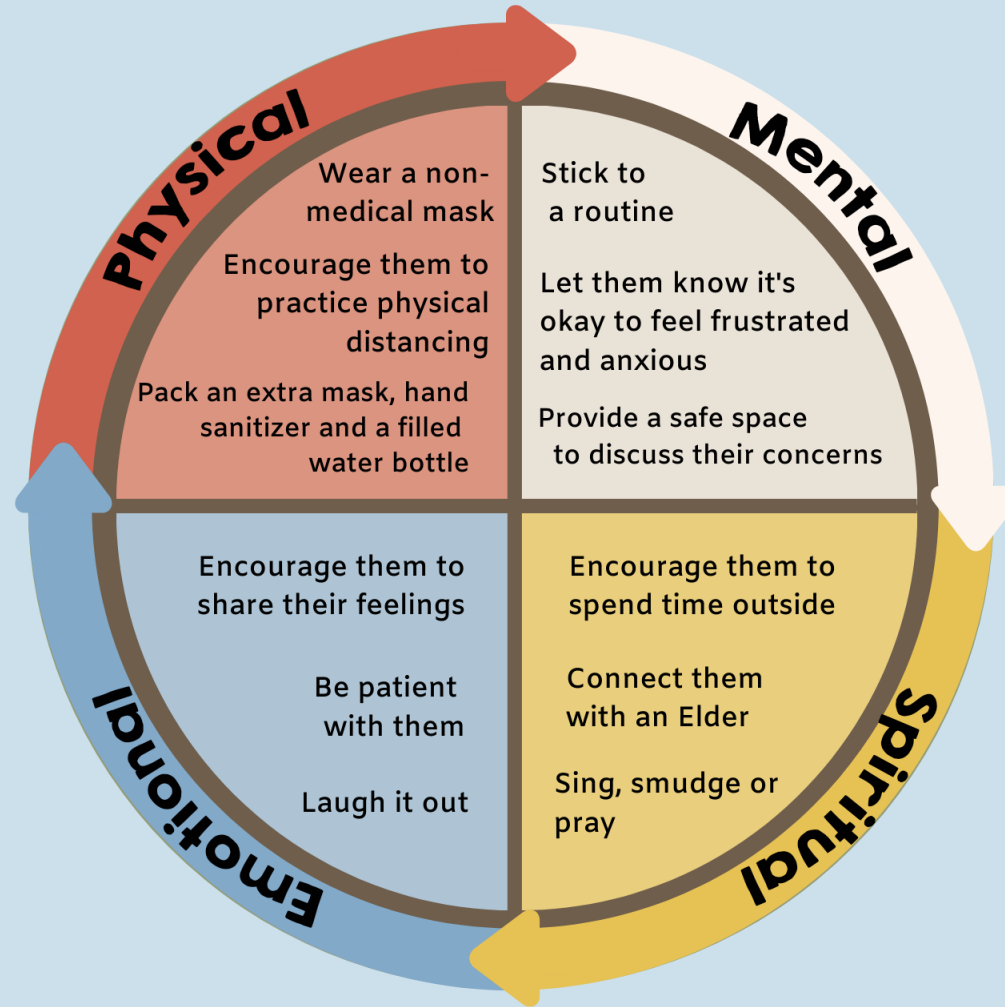 Physical
Wear a non-
medical mask
Encourage them to
practice physical
distancing
Pack an extra mask, hand
sanitizer and a filled
water bottle
Mental
Stick to
a routine
Let them know it's
okay to feel frustrated
and anxious
Provide a safe space
to discuss their concerns
Spiritual
Encourage them to
spend time outside
Connect them
with an Elder
Sing, smudge or
pray
Emotional
Encourage them to
share their feelings
Be patient
with them
Laugh it out